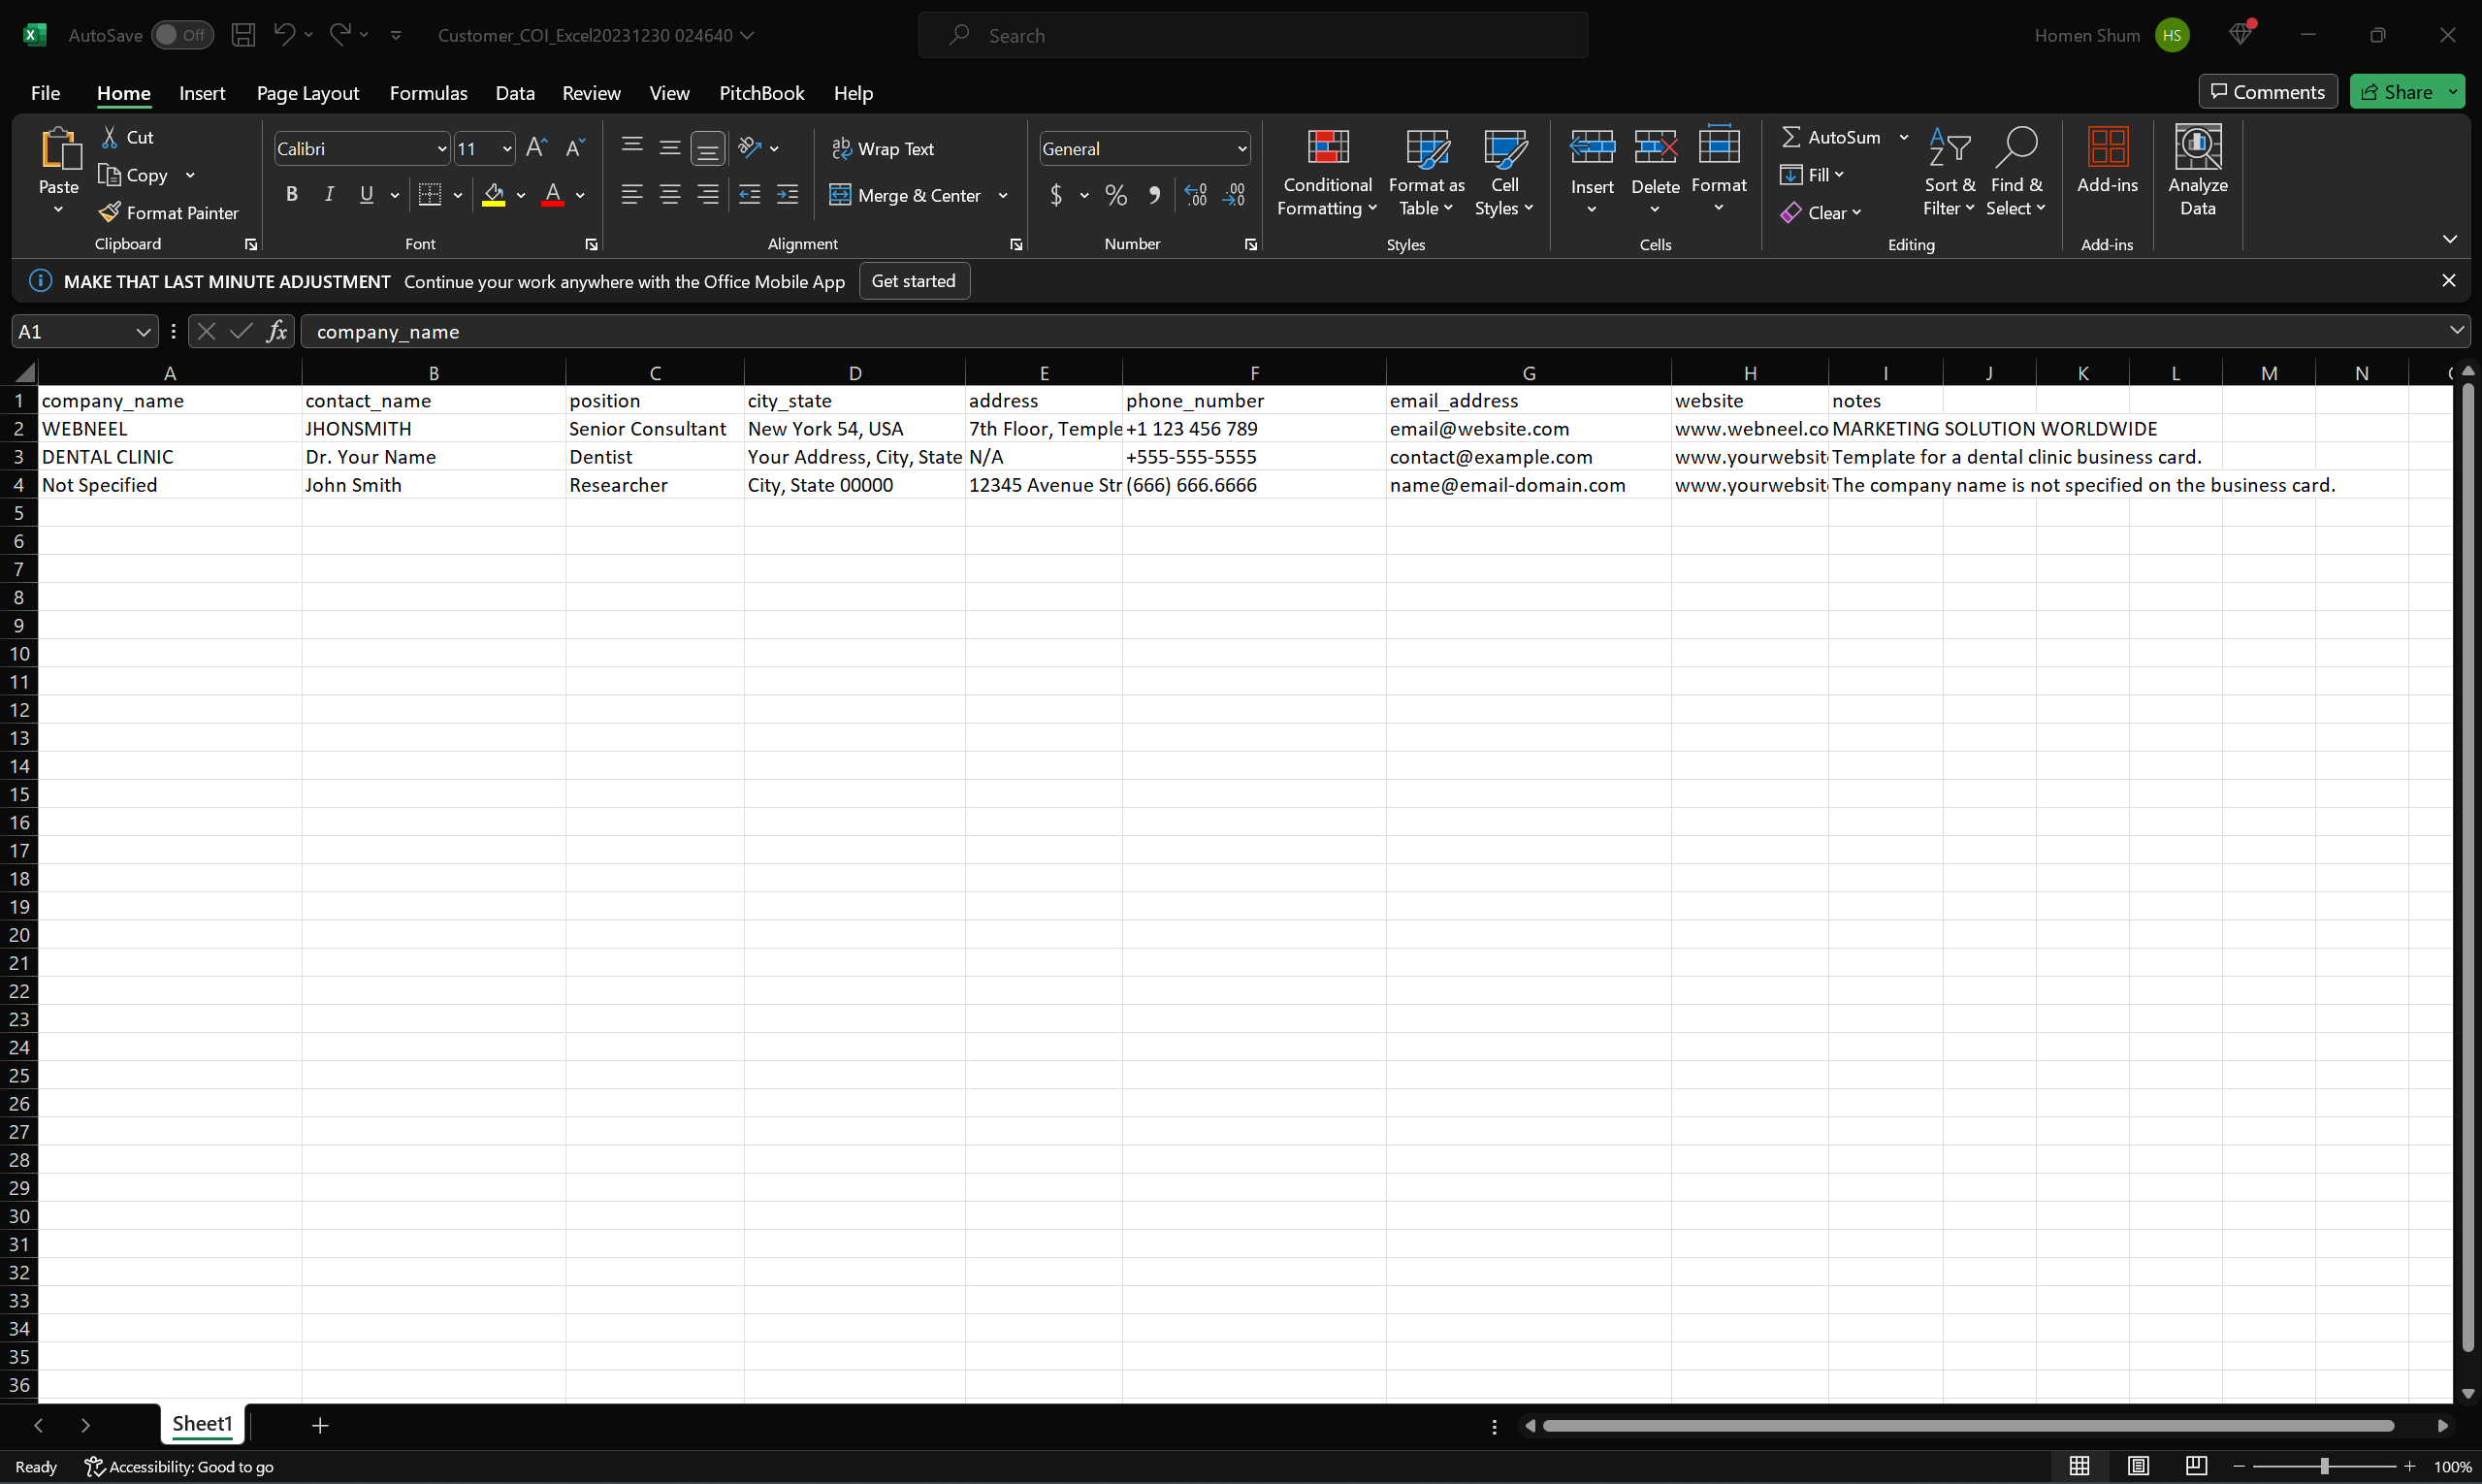 AutoSave Off Customer_COI_Excel20231230 024640 Search Homen Shum HS
File Home Insert Page Layout Formulas Data Review View PitchBook Help Comments Share
Paste Cut Copy Format Painter Clipboard
Calibri 11 B I U A Font
Wrap Text Merge & Center Alignment
General $ % Number
Conditional Formatting Format as Table Cell Styles Styles
Insert Delete Format Cells
AutoSum Fill Clear Sort & Filter Find & Select Editing
Add-ins Add-ins
Analyze Data
MAKE THAT LAST MINUTE ADJUSTMENT Continue your work anywhere with the Office Mobile App Get started
A1 fx company_name
A B C D E F G H I J K L M N
1 company_name contact_name position city_state address phone_number email_address website notes
2 WEBNEEL JHONSMITH Senior Consultant New York 54, USA 7th Floor, Temple +1 123 456 789 email@website.com www.webneel.co MARKETING SOLUTION WORLDWIDE
3 DENTAL CLINIC Dr. Your Name Dentist Your Address, City, State N/A +555-555-5555 contact@example.com www.yourwebsit Template for a dental clinic business card.
4 Not Specified John Smith Researcher City, State 00000 12345 Avenue Str (666) 666.6666 name@email-domain.com www.yourwebsit The company name is not specified on the business card.
5
6
7
8
9
10
11
12
13
14
15
16
17
18
19
20
21
22
23
24
25
26
27
28
29
30
31
32
33
34
35
36
Sheet1
Ready Accessibility: Good to go 100%